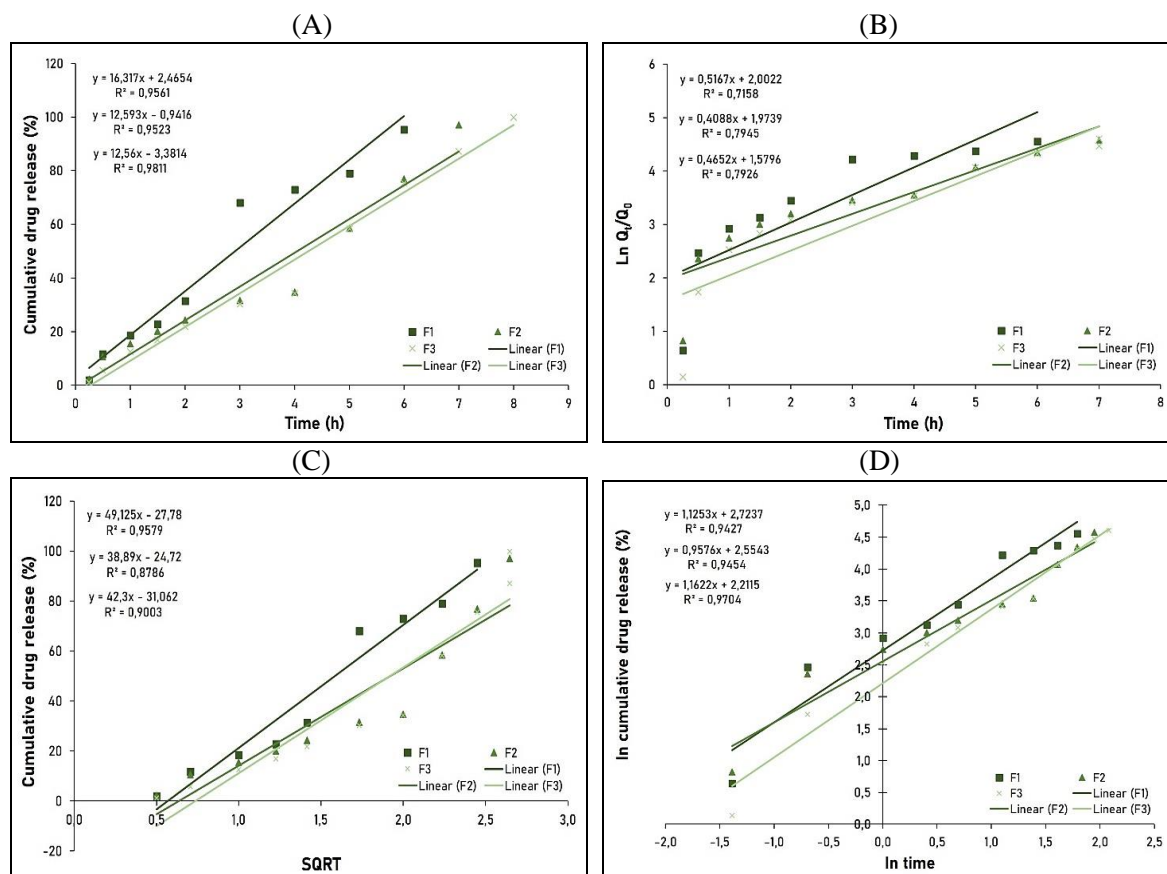 (A)
120
100
80
60
40
20
0
y = 16,317x + 2,4654
R² = 0,9561
y = 12,593x – 0,9416
R² = 0,9523
y = 12,56x – 3,3814
R² = 0,9811
Cumulative drug release (%)
F1 F2
F3 Linear (F1)
Linear (F2) Linear (F3)
0 1 2 3 4 5 6 7 8 9
Time (h)
(B)
6
5
4
3
2
1
0
y = 0,5167x + 2,0022
R² = 0,7158
y = 0,4088x + 1,9739
R² = 0,7945
y = 0,4652x + 1,5796
R² = 0,7926
Ln Qt/Q0
F1 F2
F3 Linear (F1)
Linear (F2) Linear (F3)
0 1 2 3 4 5 6 7 8
Time (h)
(C)
120
100
80
60
40
20
0
-20
y = 49,125x – 27,78
R² = 0,9579
y = 38,89x – 24,72
R² = 0,8786
y = 42,3x – 31,062
R² = 0,9003
Cumulative drug release (%)
F1 F2
F3 Linear (F1)
Linear (F2) Linear (F3)
0,0 0,5 1,0 1,5 2,0 2,5 3,0
SQRT
(D)
5,0
4,5
4,0
3,5
3,0
2,5
2,0
1,5
1,0
0,5
0,0
y = 1,1253x + 2,7237
R² = 0,9427
y = 0,9576x + 2,5543
R² = 0,9454
y = 1,1622x + 2,2115
R² = 0,9704
ln cumulative drug release (%)
F1 F2
F3 Linear (F1)
Linear (F2) Linear (F3)
-2,0 -1,5 -1,0 -0,5 0,0 0,5 1,0 1,5 2,0 2,5
ln time